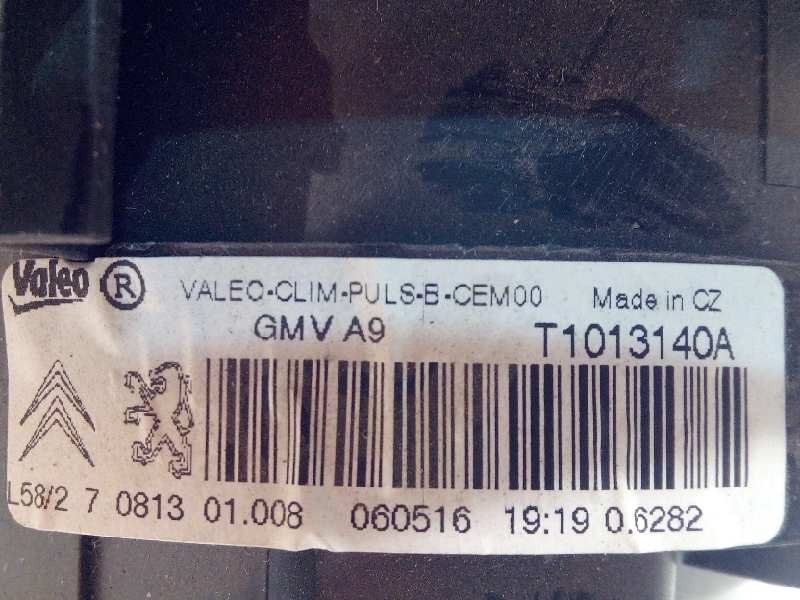 Valeo ® VALEO-CLIM-PULS-B-CEM00 Made in CZ
GMV A9 T1013140A
L58/2 7 0813 01.008 060516 19:19 0.6282